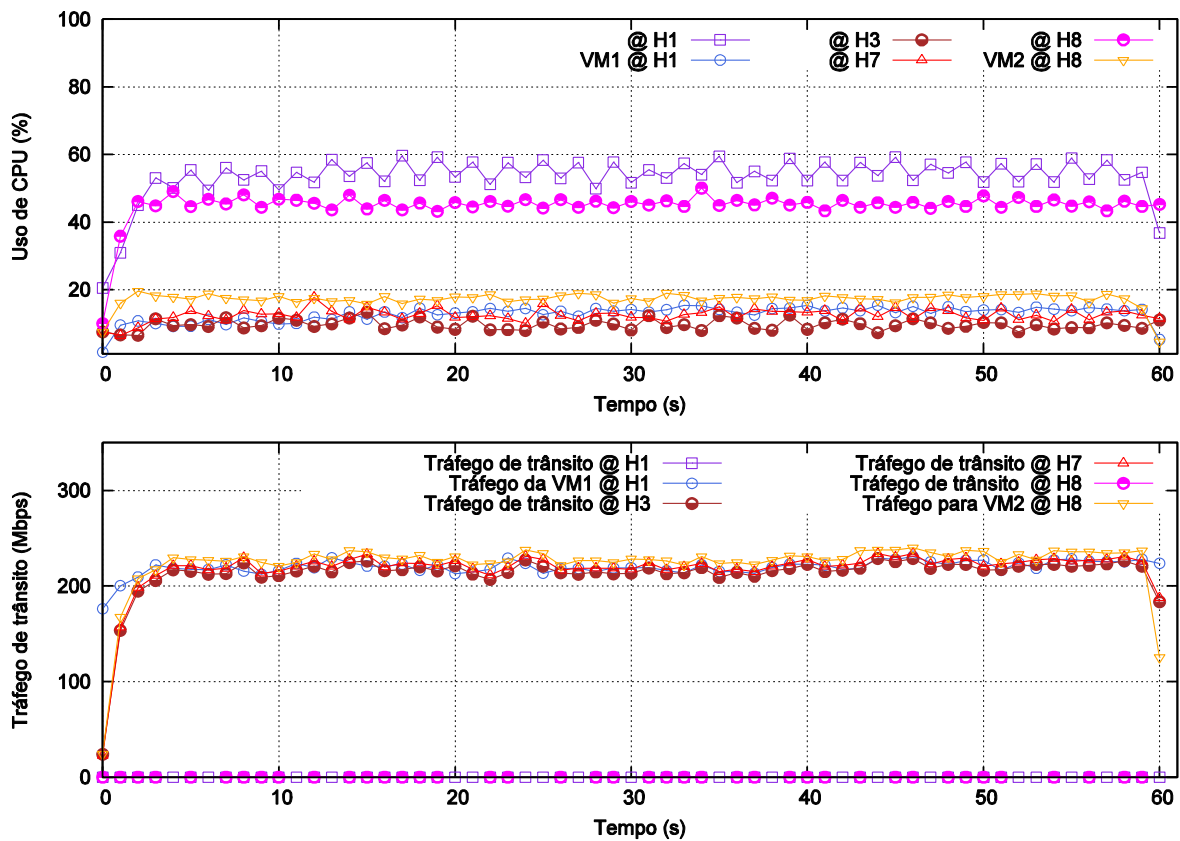 100
80
60
40
20
0
Uso de CPU (%)
@ H1 @ H3 @ H8
VM1 @ H1 @ H7 VM2 @ H8
0 10 20 30 40 50 60
Tempo (s)
300
200
100
0
Tráfego de trânsito (Mbps)
Tráfego de trânsito @ H1 Tráfego de trânsito @ H7
Tráfego da VM1 @ H1 Tráfego de trânsito @ H8
Tráfego de trânsito @ H3 Tráfego para VM2 @ H8
0 10 20 30 40 50 60
Tempo (s)